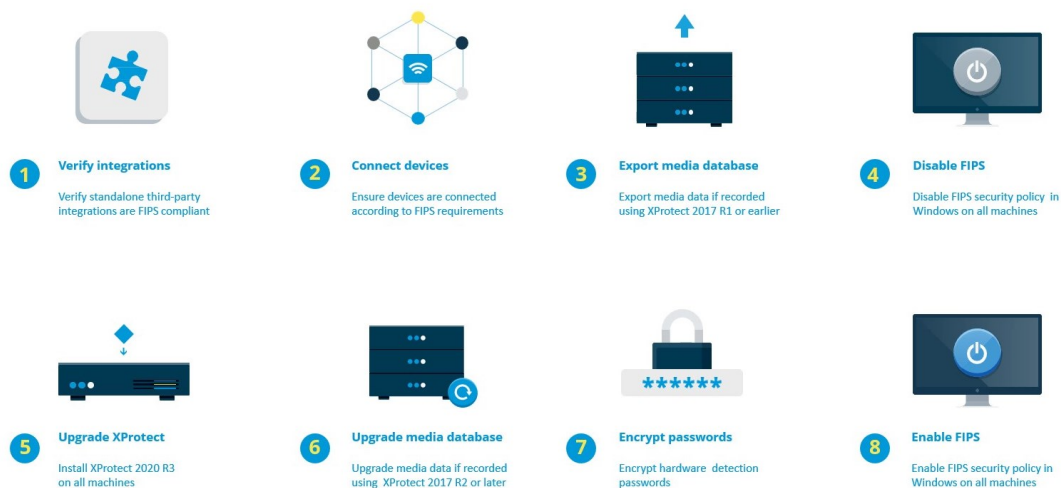 1
Verify integrations
Verify standalone third-party
integrations are FIPS compliant
2
Connect devices
Ensure devices are connected
according to FIPS requirements
3
Export media database
Export media data if recorded
using XProtect 2017 R1 or earlier
4
Disable FIPS
Disable FIPS security policy in
Windows on all machines
5
Upgrade XProtect
Install XProtect 2020 R3
on all machines
6
Upgrade media database
Upgrade media data if recorded
using XProtect 2017 R2 or later
******
7
Encrypt passwords
Encrypt hardware detection
passwords
8
Enable FIPS
Enable FIPS security policy in
Windows on all machines